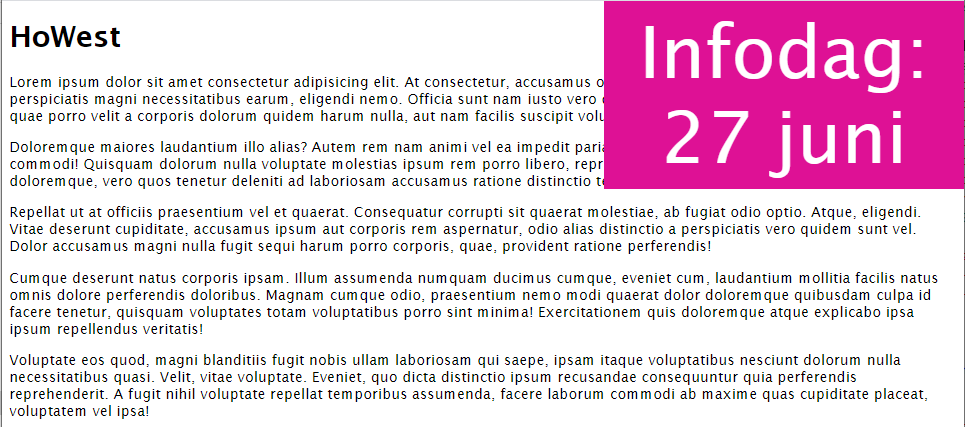 HoWest
Infodag:
27 juni
Lorem ipsum dolor sit amet consectetur adipisicing elit. At consectetur, accusamus
perspiciatis magni necessitatibus earum, eligendi nemo. Officia sunt nam iusto vero
quae porro velit a corporis dolorum quidem harum nulla, aut nam facilis suscipit
Doloremque maiores laudantium illo alias? Autem rem nam animi vel ea impedit
commodi! Quisquam dolorum nulla voluptate molestias ipsum rem porro libero,
doloremque, vero quos tenetur deleniti ad laboriosam accusamus ratione distinctio
Repellat ut at officiis praesentium vel et quaerat. Consequatur corrupti sit quaerat molestiae, ab fugiat odio optio. Atque, eligendi.
Vitae deserunt cupiditate, accusamus ipsum aut corporis rem aspernatur, odio alias distinctio a perspiciatis vero quidem sunt vel.
Dolor accusamus magni nulla fugit sequi harum porro corporis, quae, provident ratione perferendis!
Cumque deserunt natus corporis ipsam. Illum assumenda numquam ducimus cumque, eveniet cum, laudantium mollitia facilis natus
omnis dolore perferendis doloribus. Magnam cumque odio, praesentium nemo modi quaerat dolor doloremque quibusdam culpa id
facere tenetur, quisquam voluptates totam voluptatibus porro sint minima! Exercitationem quis doloremque atque explicabo ipsa
ipsum repellendus veritatis!
Voluptate eos quod, magni blanditiis fugit nobis ullam laboriosam qui saepe, ipsam itaque voluptatibus nesciunt dolorum nulla
necessitatibus quasi. Velit, vitae voluptate. Eveniet, quo dicta distinctio ipsum recusandae consequuntur quia perferendis
reprehenderit. A fugit nihil voluptate repellat temporibus assumenda, facere laborum commodi ab maxime quas cupiditate placeat,
voluptatem vel ipsa!